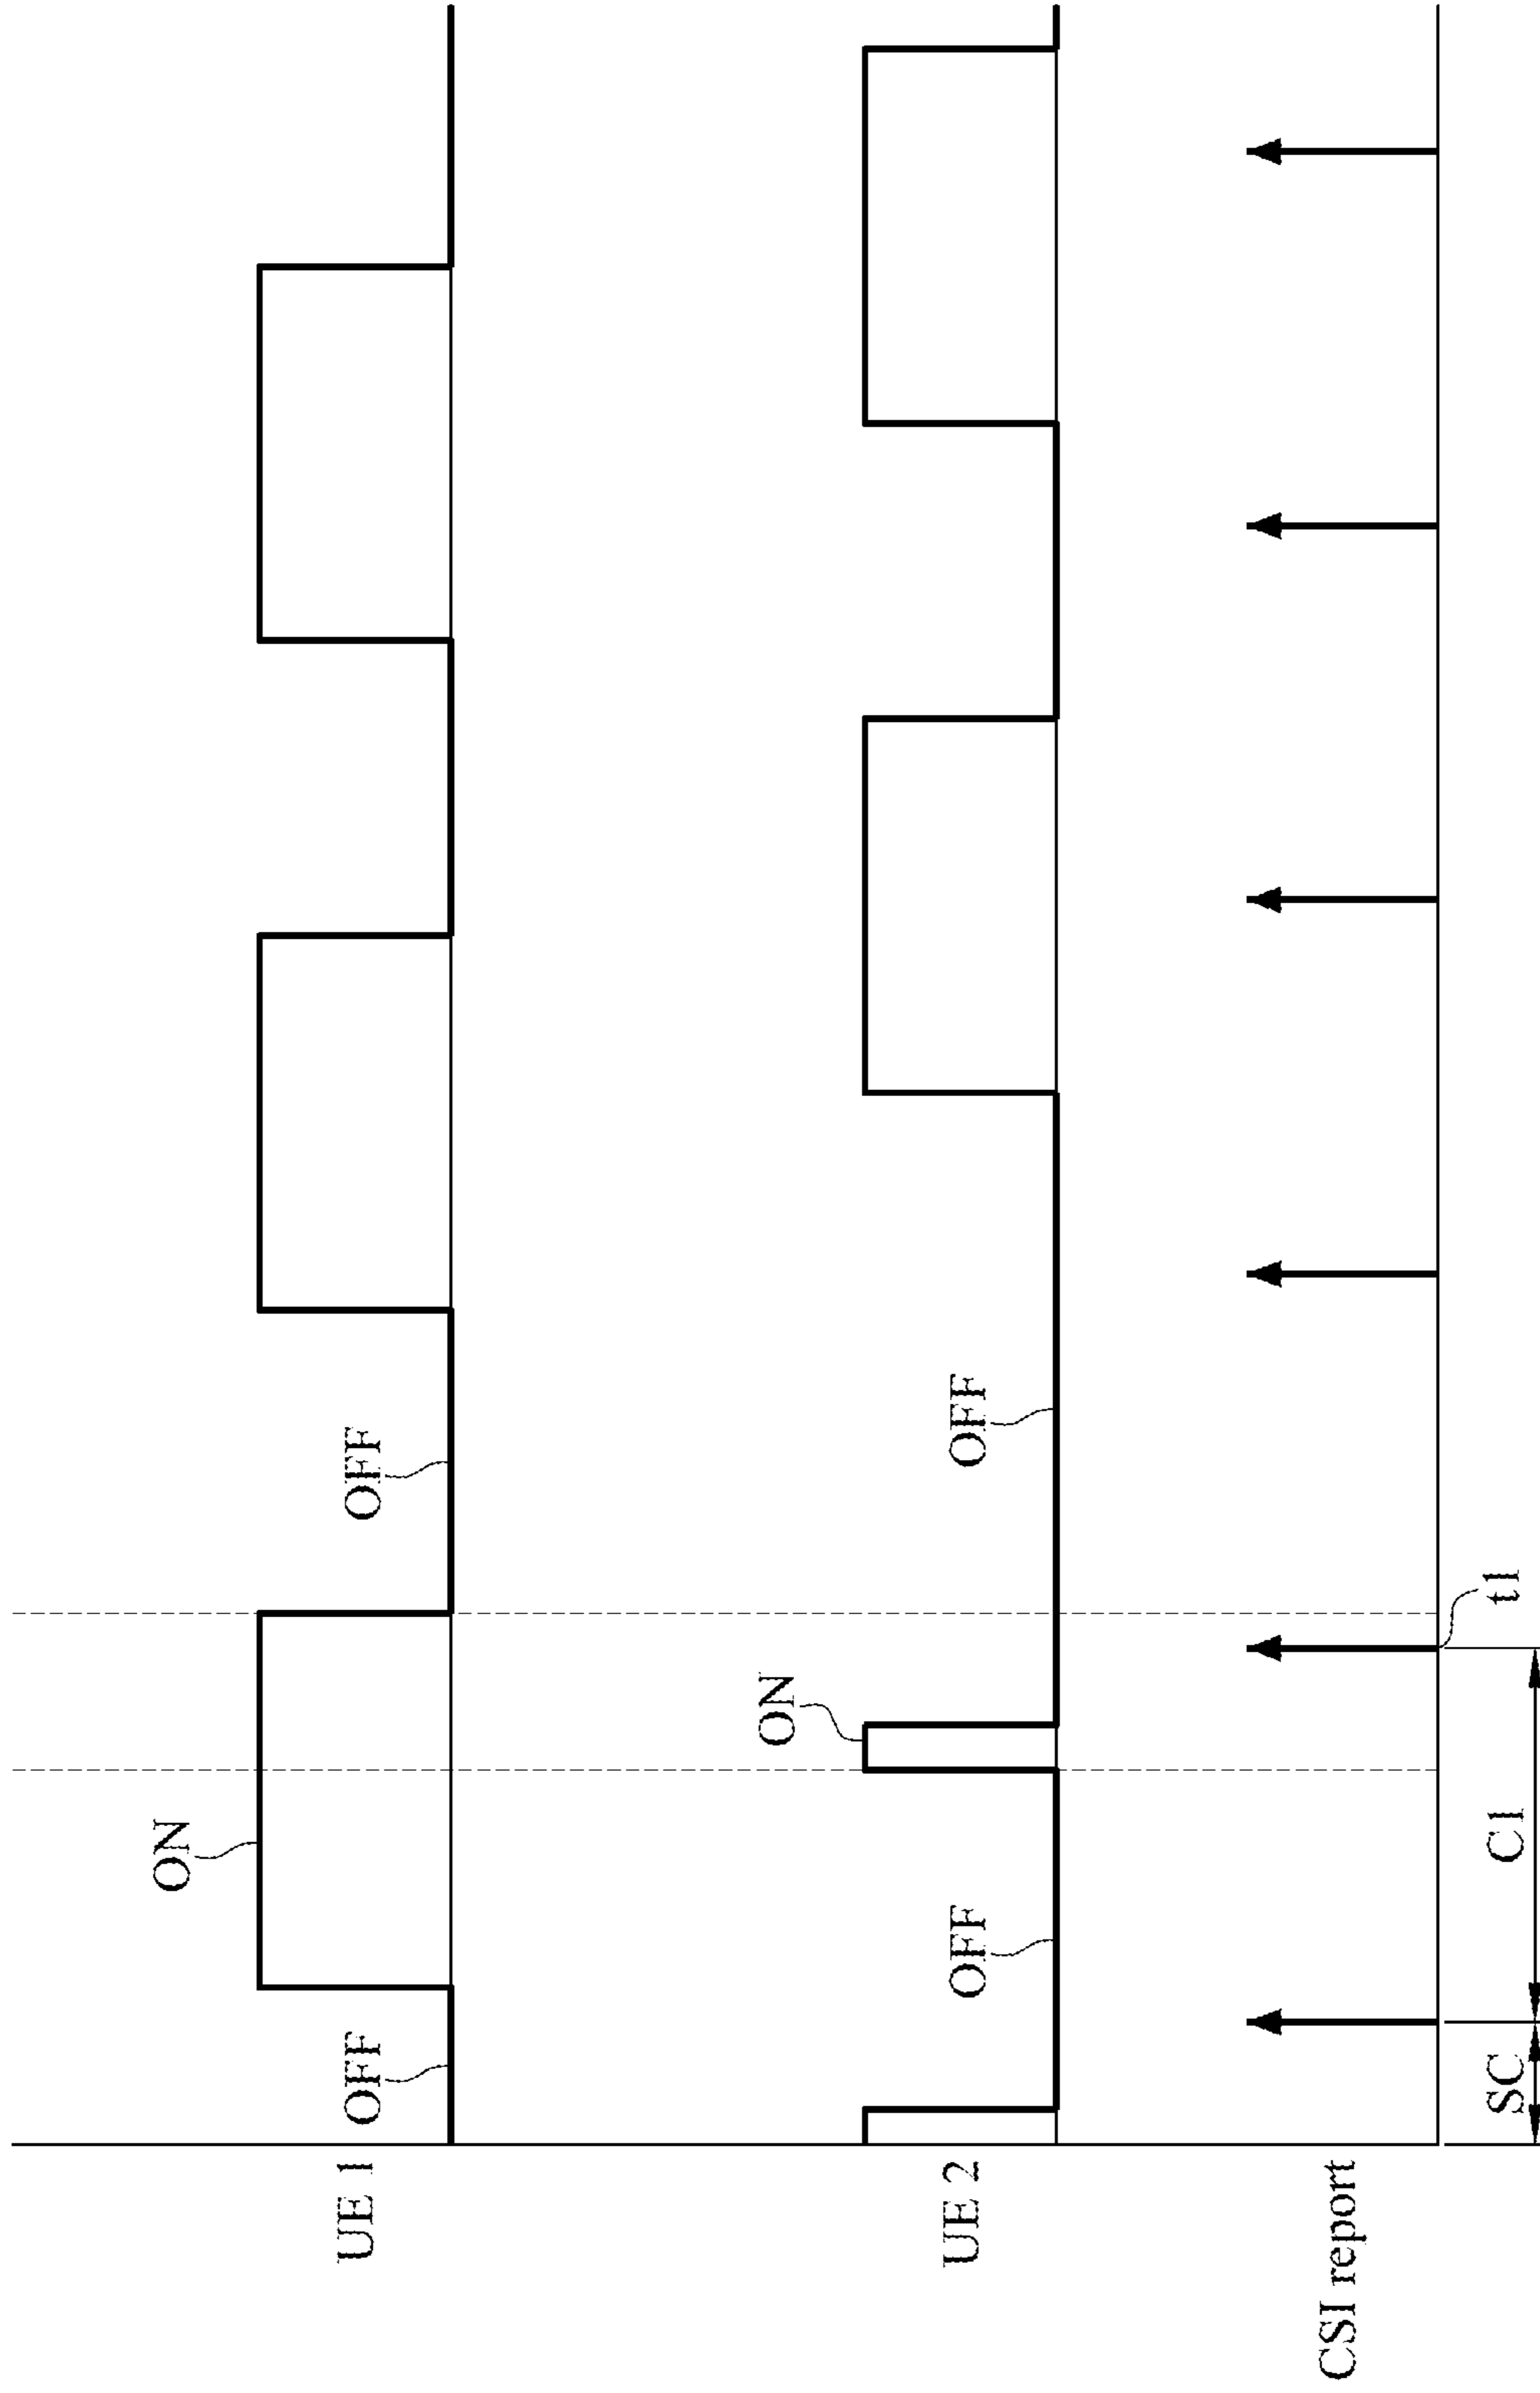 UE 1
OFF
ON
OFF
UE 2
OFF
ON
OFF
CSI report
SC
C1
t1